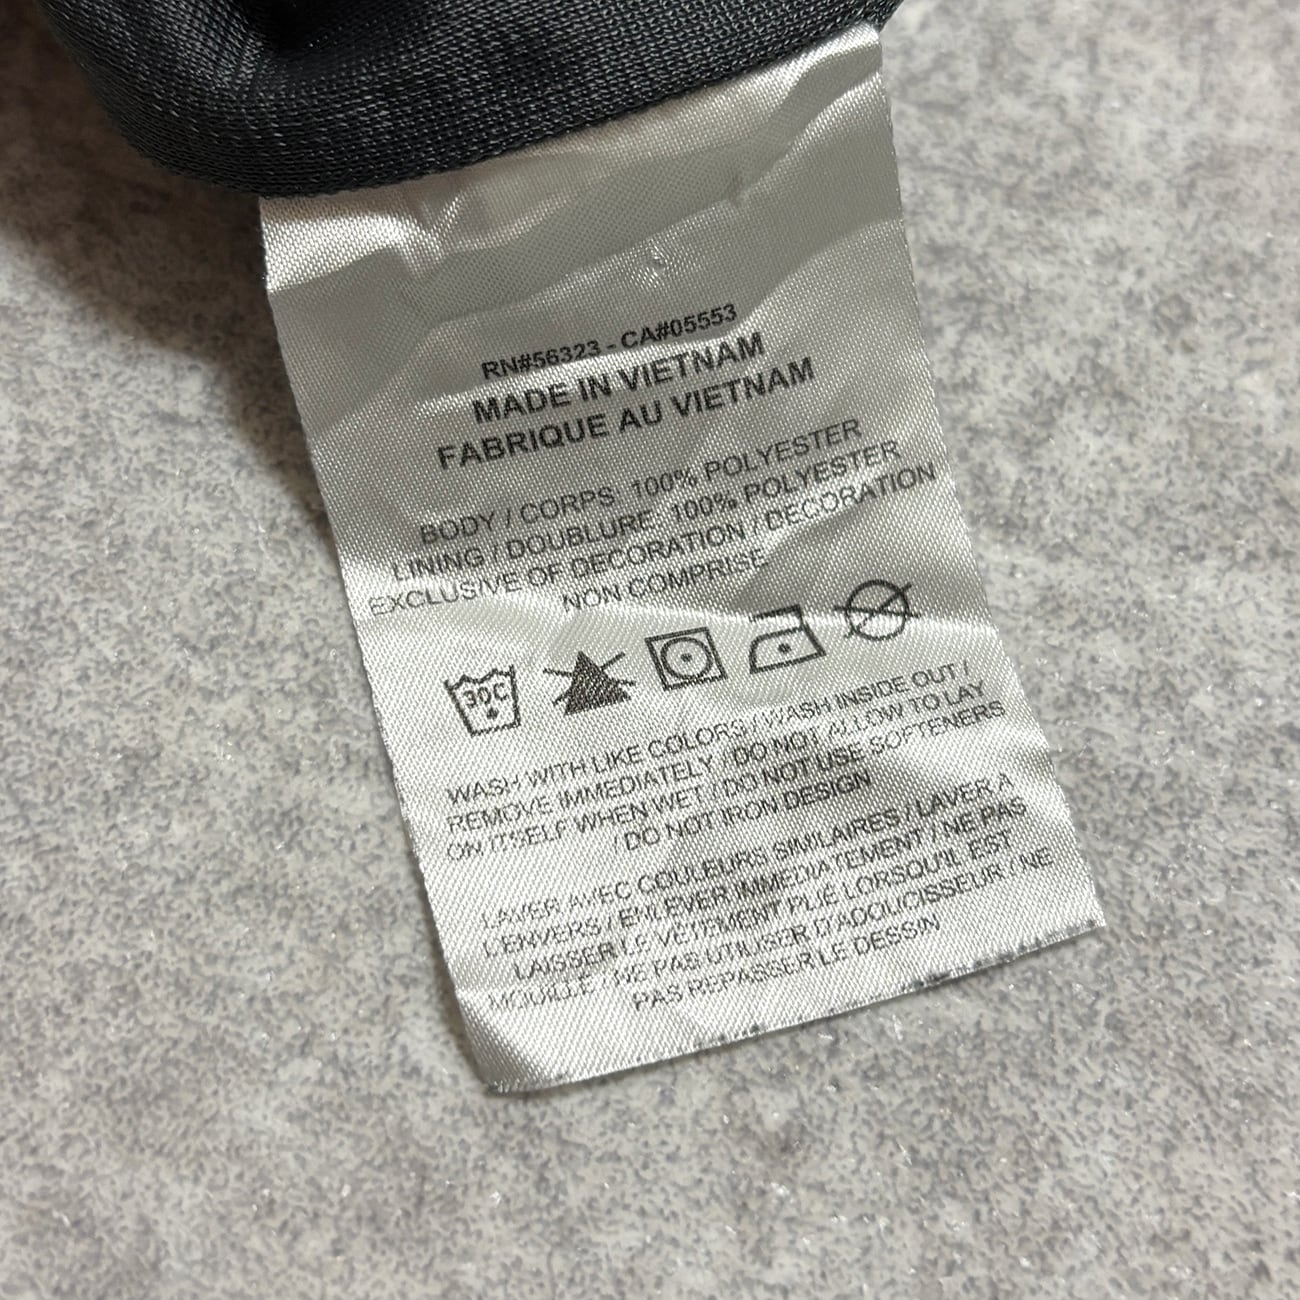 RN#56323 - CA#05553
MADE IN VIETNAM
FABRIQUE AU VIETNAM
BODY / CORPS: 100% POLYESTER
LINING / DOUBLURE: 100% POLYESTER
EXCLUSIVE OF DECORATION / DECORATION
NON COMPRISE
30C
WASH WITH LIKE COLORS / WASH INSIDE OUT /
REMOVE IMMEDIATELY / DO NOT ALLOW TO LAY
ON ITSELF WHEN WET / DO NOT USE SOFTENERS
/ DO NOT IRON DESIGN
LAVER AVEC COULEURS SIMILAIRES / LAVER A
L'ENVERS / ENLEVER IMMEDIATEMENT / NE PAS
LAISSER LE VETEMENT PLIÉ LORSQU'IL EST
MOUILLE / NE PAS UTILISER D'ADOUCISSEUR / NE
PAS REPASSER LE DESSIN